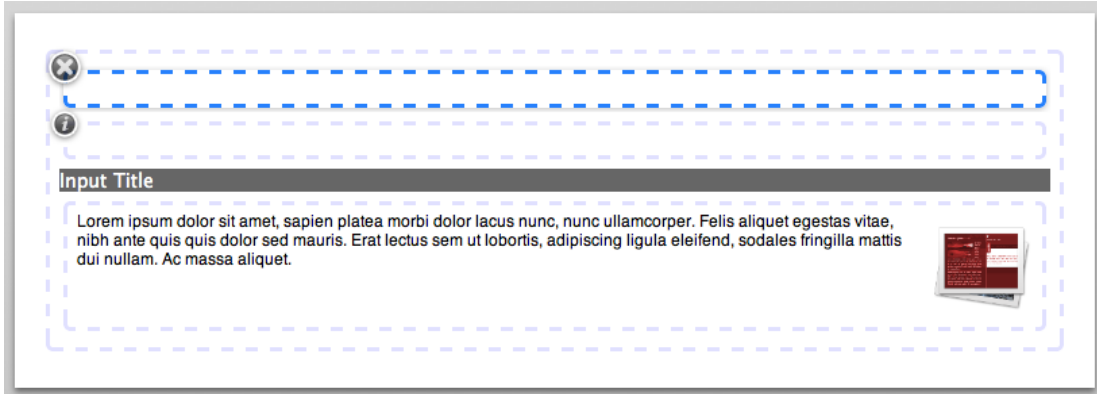 Input Title
Lorem ipsum dolor sit amet, sapien platea morbi dolor lacus nunc, nunc ullamcorper. Felis aliquet egestas vitae,
nibh ante quis quis dolor sed mauris. Erat lectus sem ut lobortis, adipiscing ligula eleifend, sodales fringilla mattis
dui nullam. Ac massa aliquet.